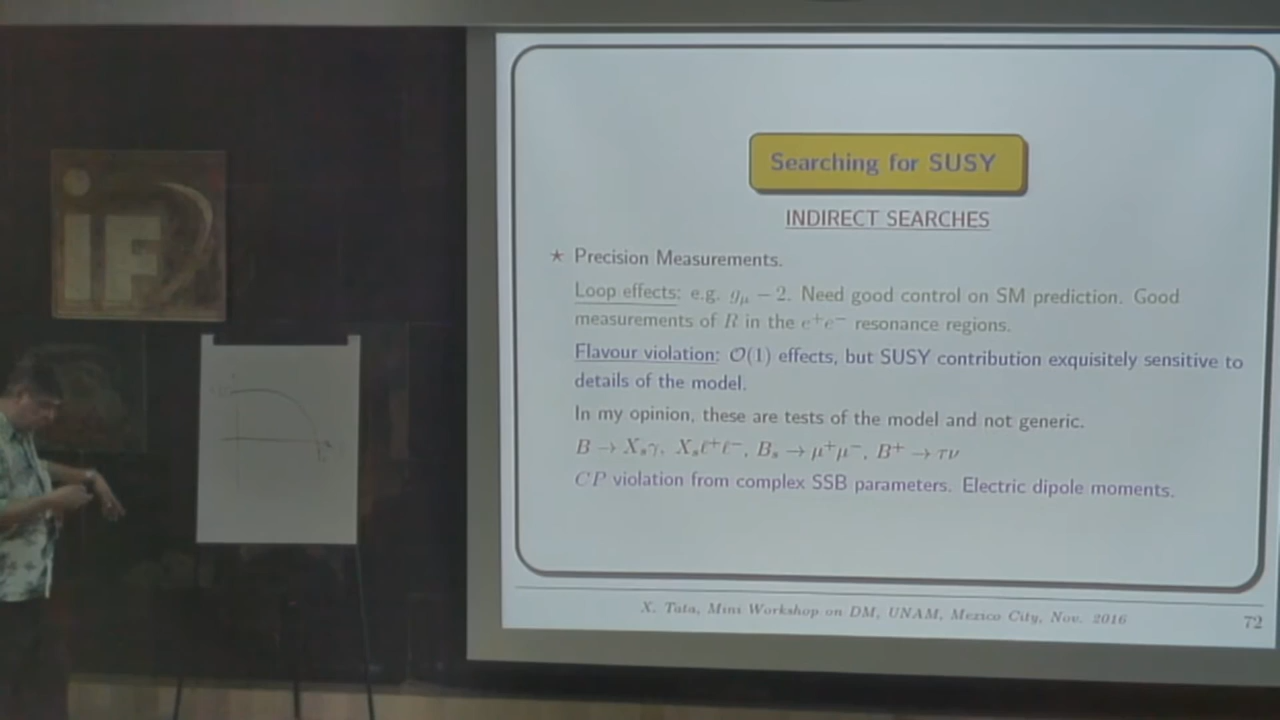 IF
Searching for SUSY
INDIRECT SEARCHES
★ Precision Measurements.
Loop effects: e.g. gμ − 2. Need good control on SM prediction. Good
measurements of R in the e⁺e⁻ resonance regions.
Flavour violation: O(1) effects, but SUSY contribution exquisitely sensitive to
details of the model.
In my opinion, these are tests of the model and not generic.
B → Xₛγ, Xₛℓ⁺ℓ⁻, Bₛ → μ⁺μ⁻, B⁺ → τν
CP violation from complex SSB parameters. Electric dipole moments.
X. Tata, Mini Workshop on DM, UNAM, Mexico City, Nov. 2016
72